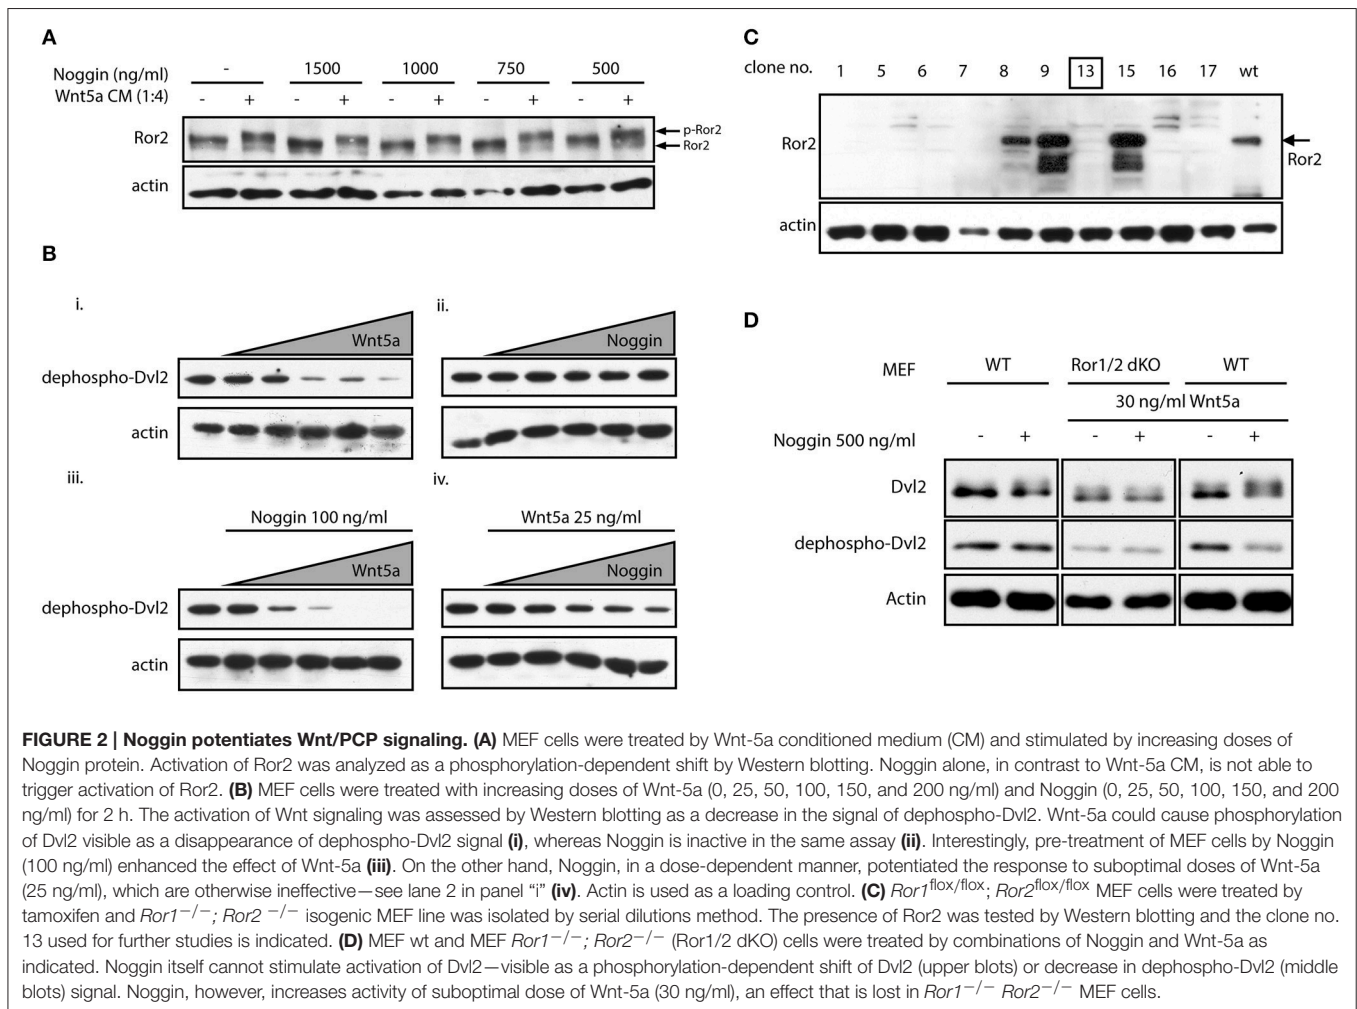 A
Noggin (ng/ml) - 1500 1000 750 500
Wnt5a CM (1:4) - + - + - + - + - +
Ror2
p-Ror2
Ror2
actin
B
i.
Wnt5a
dephospho-Dvl2
actin
ii.
Noggin
iii.
Noggin 100 ng/ml
Wnt5a
dephospho-Dvl2
actin
iv.
Wnt5a 25 ng/ml
Noggin
C
clone no. 1 5 6 7 8 9 13 15 16 17 wt
Ror2
Ror2
actin
D
MEF WT Ror1/2 dKO WT
30 ng/ml Wnt5a
Noggin 500 ng/ml - + - + - +
Dvl2
dephospho-Dvl2
Actin
FIGURE 2 | Noggin potentiates Wnt/PCP signaling. (A) MEF cells were treated by Wnt-5a conditioned medium (CM) and stimulated by increasing doses of
Noggin protein. Activation of Ror2 was analyzed as a phosphorylation-dependent shift by Western blotting. Noggin alone, in contrast to Wnt-5a CM, is not able to
trigger activation of Ror2. (B) MEF cells were treated with increasing doses of Wnt-5a (0, 25, 50, 100, 150, and 200 ng/ml) and Noggin (0, 25, 50, 100, 150, and 200
ng/ml) for 2 h. The activation of Wnt signaling was assessed by Western blotting as a decrease in the signal of dephospho-Dvl2. Wnt-5a could cause phosphorylation
of Dvl2 visible as a disappearance of dephospho-Dvl2 signal (i), whereas Noggin is inactive in the same assay (ii). Interestingly, pre-treatment of MEF cells by Noggin
(100 ng/ml) enhanced the effect of Wnt-5a (iii). On the other hand, Noggin, in a dose-dependent manner, potentiated the response to suboptimal doses of Wnt-5a
(25 ng/ml), which are otherwise ineffective—see lane 2 in panel “i” (iv). Actin is used as a loading control. (C) Ror1flox/flox; Ror2flox/flox MEF cells were treated by
tamoxifen and Ror1−/−; Ror2 −/− isogenic MEF line was isolated by serial dilutions method. The presence of Ror2 was tested by Western blotting and the clone no.
13 used for further studies is indicated. (D) MEF wt and MEF Ror1−/−; Ror2−/− (Ror1/2 dKO) cells were treated by combinations of Noggin and Wnt-5a as
indicated. Noggin itself cannot stimulate activation of Dvl2—visible as a phosphorylation-dependent shift of Dvl2 (upper blots) or decrease in dephospho-Dvl2 (middle
blots) signal. Noggin, however, increases activity of suboptimal dose of Wnt-5a (30 ng/ml), an effect that is lost in Ror1−/− Ror2−/− MEF cells.